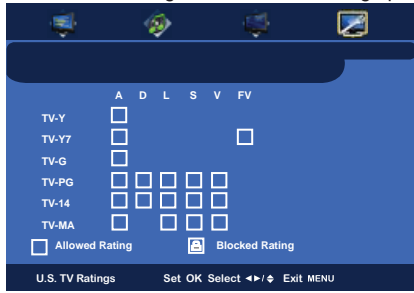 A D L S V FV
TV-Y
TV-Y7
TV-G
TV-PG
TV-14
TV-MA
Allowed Rating Blocked Rating
U.S. TV Ratings Set OK Select ◄►/♦ Exit MENU